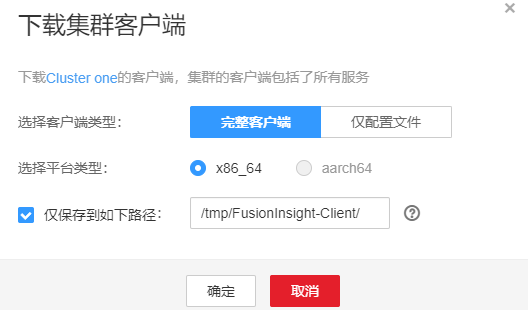 下载集群客户端
下载Cluster one的客户端，集群的客户端包括了所有服务
选择客户端类型： 完整客户端 仅配置文件
选择平台类型： x86_64 aarch64
仅保存到如下路径： /tmp/FusionInsight-Client/
确定 取消